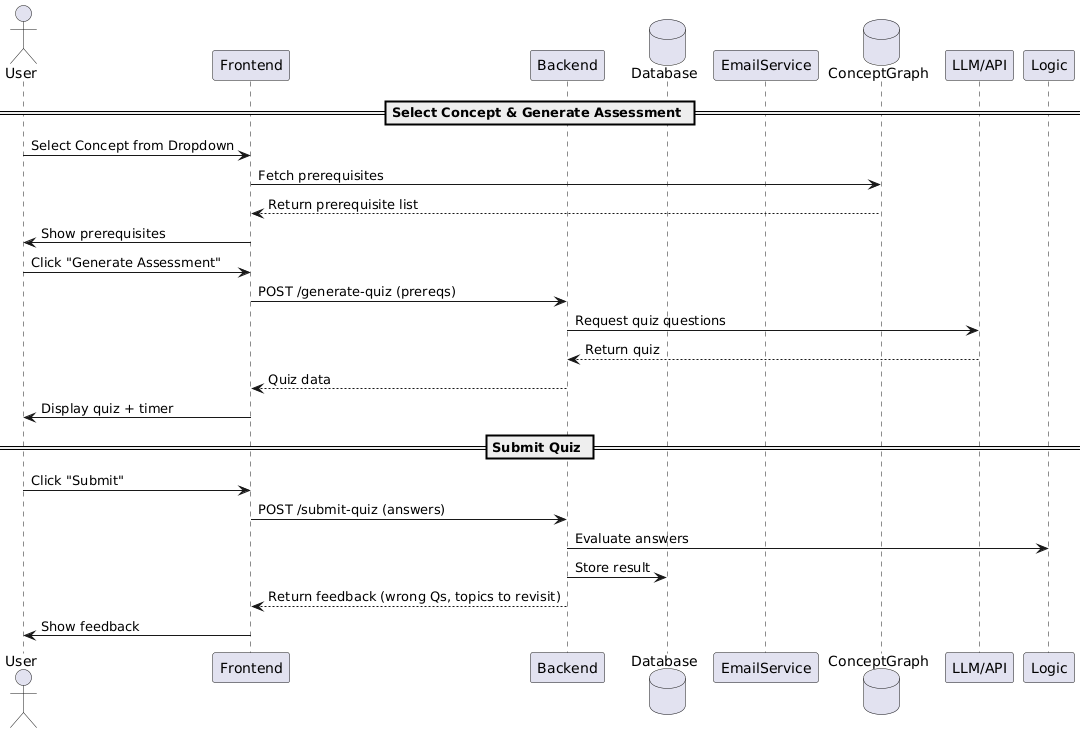 User
Frontend
Backend
Database
EmailService
ConceptGraph
LLM/API
Logic
Select Concept & Generate Assessment
Select Concept from Dropdown
Fetch prerequisites
Return prerequisite list
Show prerequisites
Click "Generate Assessment"
POST /generate-quiz (prereqs)
Request quiz questions
Return quiz
Quiz data
Display quiz + timer
Submit Quiz
Click "Submit"
POST /submit-quiz (answers)
Evaluate answers
Store result
Return feedback (wrong Qs, topics to revisit)
Show feedback
User
Frontend
Backend
Database
EmailService
ConceptGraph
LLM/API
Logic